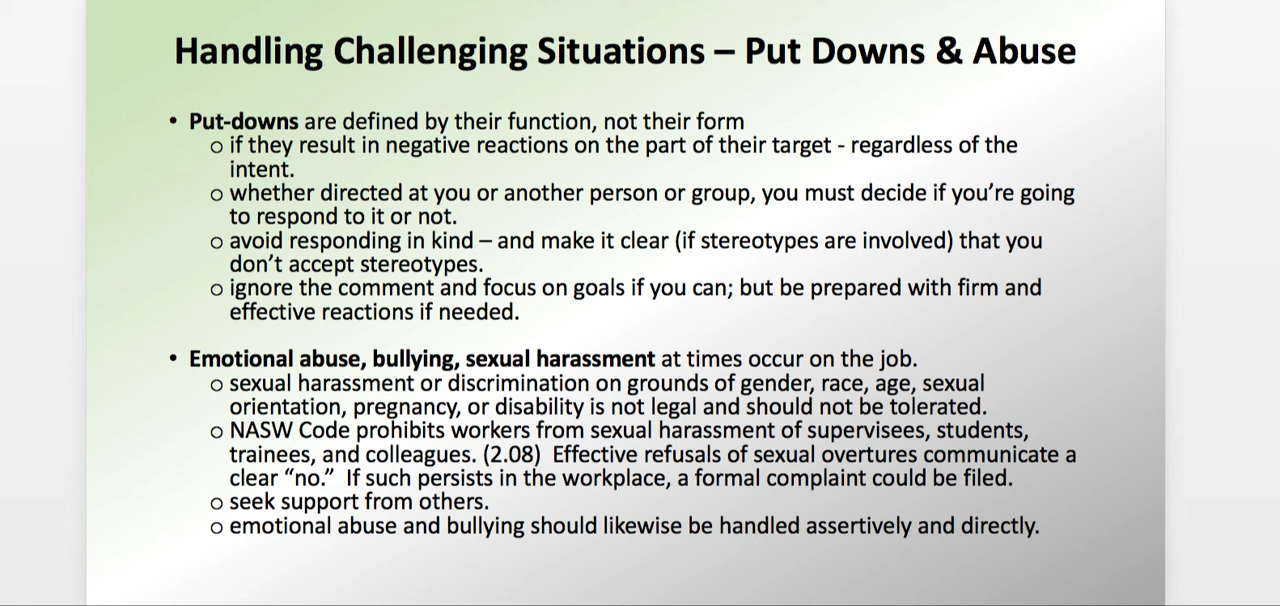 Handling Challenging Situations – Put Downs & Abuse
• Put-downs are defined by their function, not their form
o if they result in negative reactions on the part of their target - regardless of the
intent.
o whether directed at you or another person or group, you must decide if you’re going
to respond to it or not.
o avoid responding in kind – and make it clear (if stereotypes are involved) that you
don’t accept stereotypes.
o ignore the comment and focus on goals if you can; but be prepared with firm and
effective reactions if needed.
• Emotional abuse, bullying, sexual harassment at times occur on the job.
o sexual harassment or discrimination on grounds of gender, race, age, sexual
orientation, pregnancy, or disability is not legal and should not be tolerated.
o NASW Code prohibits workers from sexual harassment of supervisees, students,
trainees, and colleagues. (2.08)  Effective refusals of sexual overtures communicate a
clear “no.”  If such persists in the workplace, a formal complaint could be filed.
o seek support from others.
o emotional abuse and bullying should likewise be handled assertively and directly.